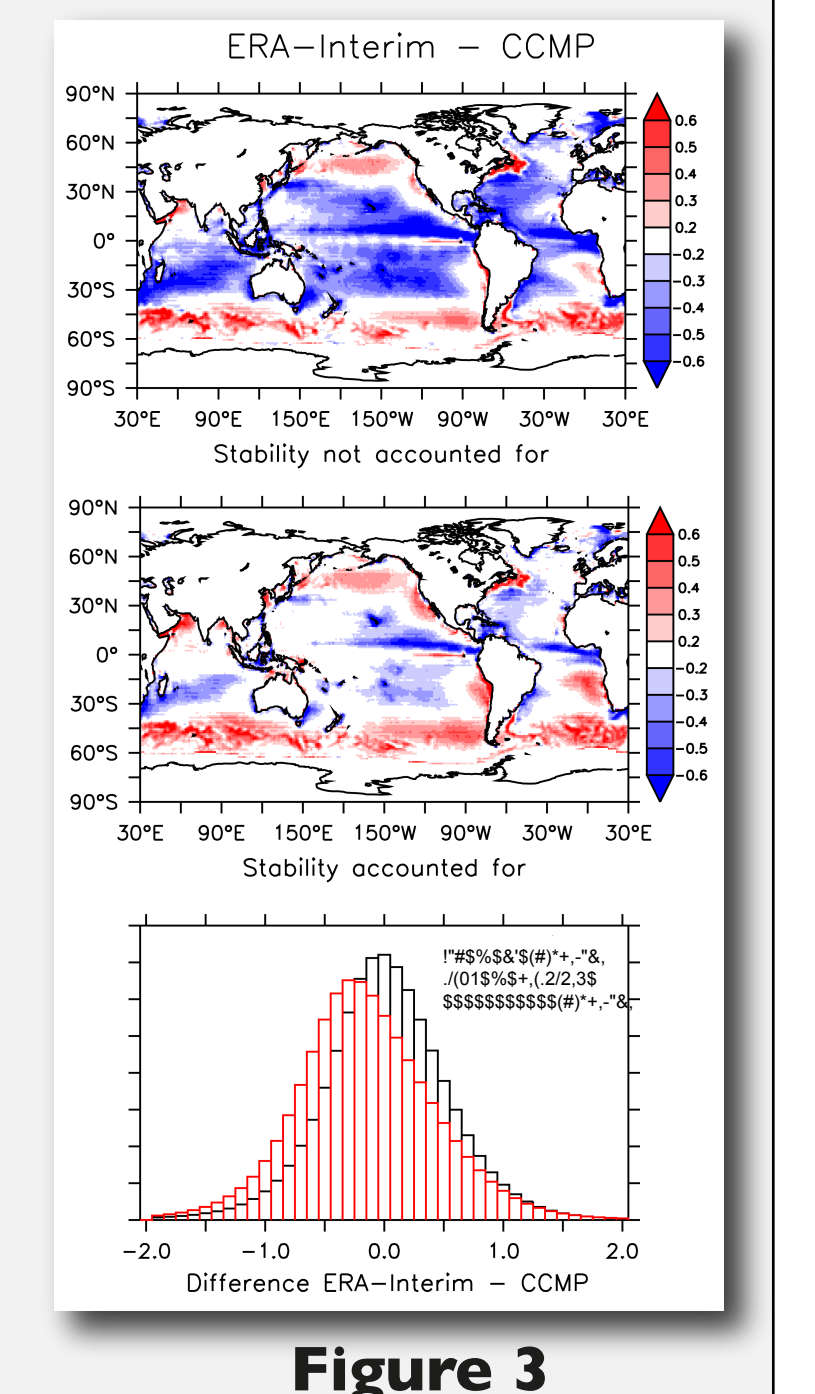 ERA–Interim – CCMP
90°N
60°N
30°N
0°
30°S
60°S
90°S
30°E 90°E 150°E 150°W 90°W 30°W 30°E
0.6
0.5
0.4
0.3
0.2
−0.2
−0.3
−0.4
−0.5
−0.6
Stability not accounted for
90°N
60°N
30°N
0°
30°S
60°S
90°S
30°E 90°E 150°E 150°W 90°W 30°W 30°E
0.6
0.5
0.4
0.3
0.2
−0.2
−0.3
−0.4
−0.5
−0.6
Stability accounted for
!"#$%$&'$(#)*+,-"&,
./(01$%$+,(.2/2,3$
$$$$$$$$$$$(#)*+,-"&,
−2.0 −1.0 0.0 1.0 2.0
Difference ERA–Interim – CCMP
Figure 3